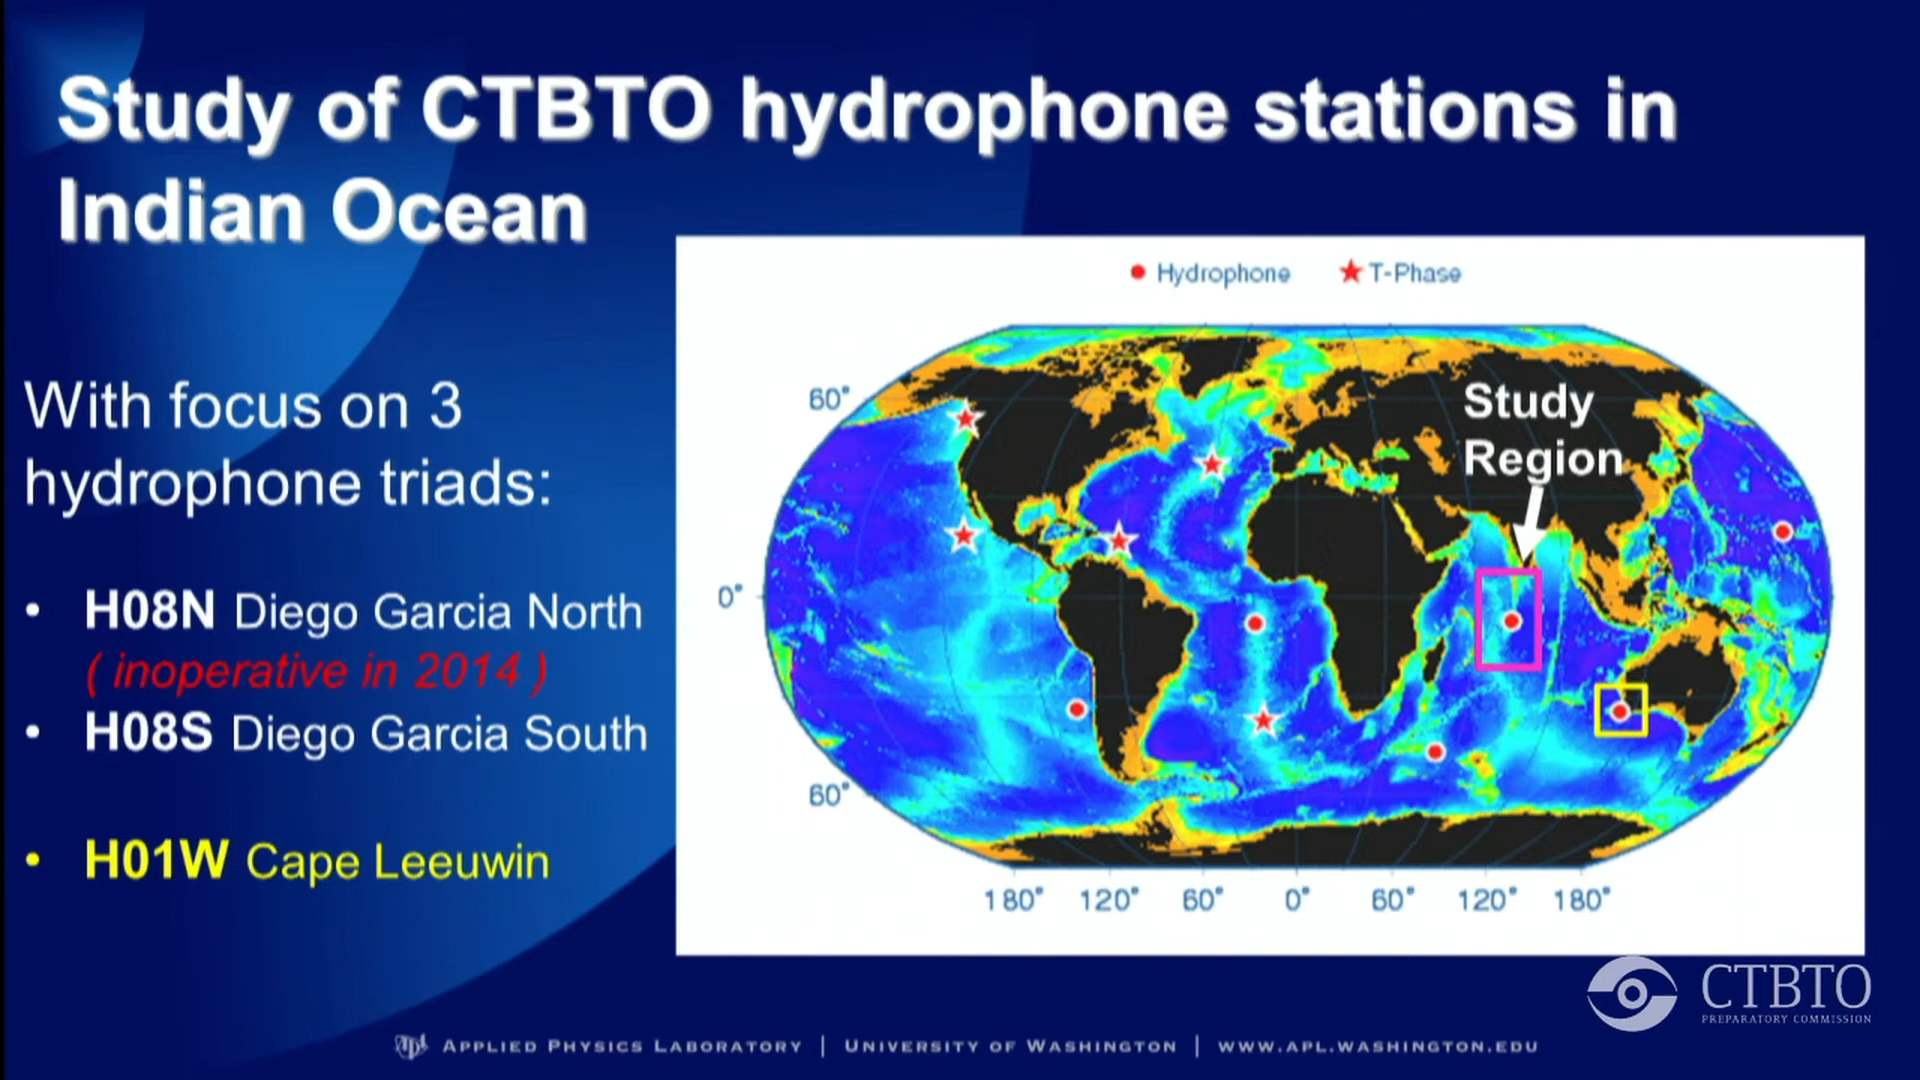 Study of CTBTO hydrophone stations in
Indian Ocean
With focus on 3
hydrophone triads:
• H08N Diego Garcia North
( inoperative in 2014 )
• H08S Diego Garcia South
• H01W Cape Leeuwin
Hydrophone T-Phase
Study
Region
60°
0°
60°
180° 120° 60° 0° 60° 120° 180°
CTBTO
PREPARATORY COMMISSION
APPLIED PHYSICS LABORATORY | UNIVERSITY OF WASHINGTON | WWW.APL.WASHINGTON.EDU